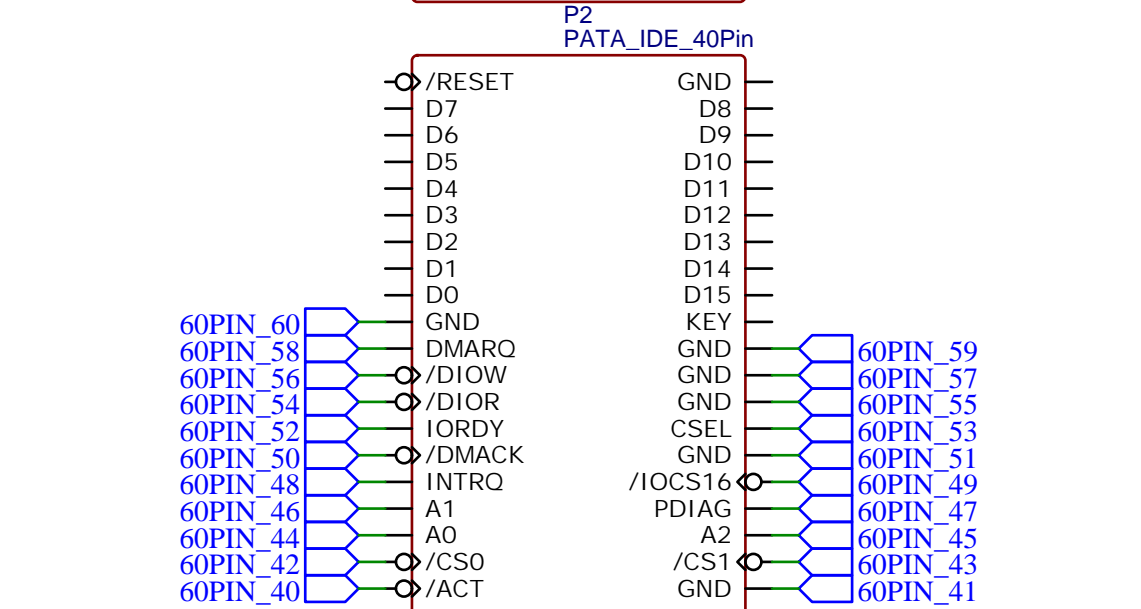 P2
PATA_IDE_40Pin
/RESET GND
D7 D8
D6 D9
D5 D10
D4 D11
D3 D12
D2 D13
D1 D14
D0 D15
60PIN_60 GND KEY
60PIN_58 DMARQ GND 60PIN_59
60PIN_56 /DIOW GND 60PIN_57
60PIN_54 /DIOR GND 60PIN_55
60PIN_52 IORDY CSEL 60PIN_53
60PIN_50 /DMACK GND 60PIN_51
60PIN_48 INTRQ /IOCS16 60PIN_49
60PIN_46 A1 PDIAG 60PIN_47
60PIN_44 A0 A2 60PIN_45
60PIN_42 /CS0 /CS1 60PIN_43
60PIN_40 /ACT GND 60PIN_41